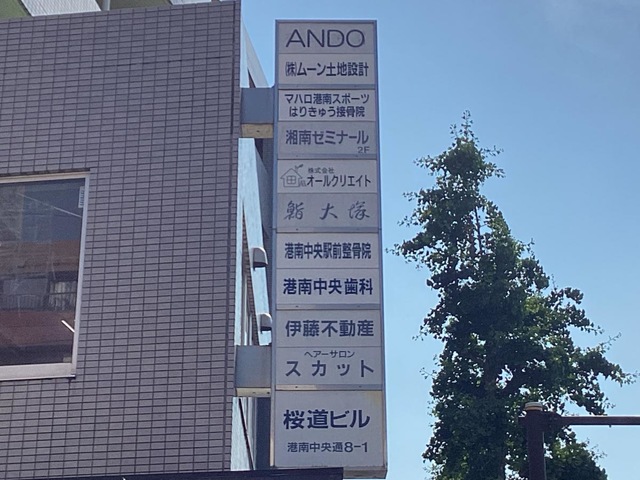 ANDO
㈱ムーン土地設計
マハロ港南スポーツ
はりきゅう接骨院
湘南ゼミナール
2F
株式会社
オールクリエイト
新大塚
港南中央駅前整骨院
港南中央歯科
伊藤不動産
ヘアーサロン
スカット
桜道ビル
港南中央通8-1